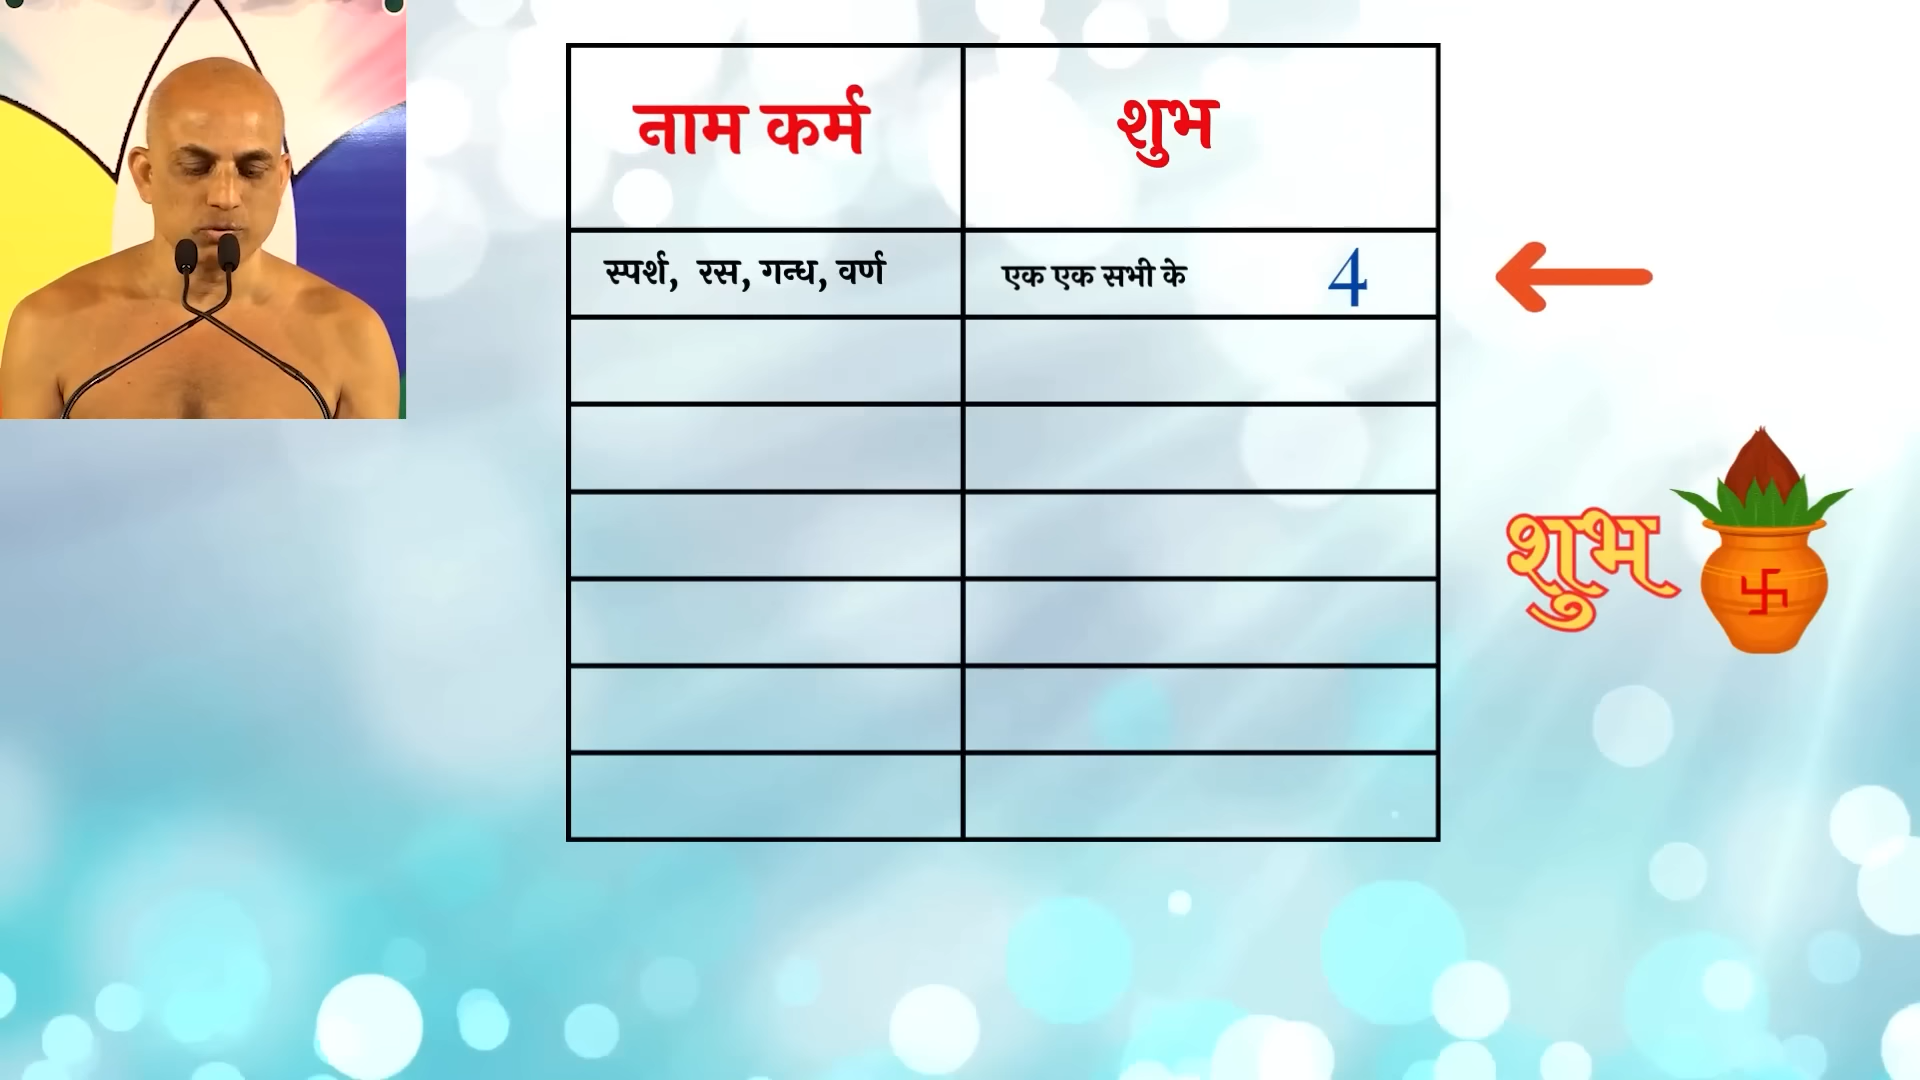 नाम कर्म
शुभ
स्पर्श, रस, गन्ध, वर्ण
एक एक सभी के 4
शुभ